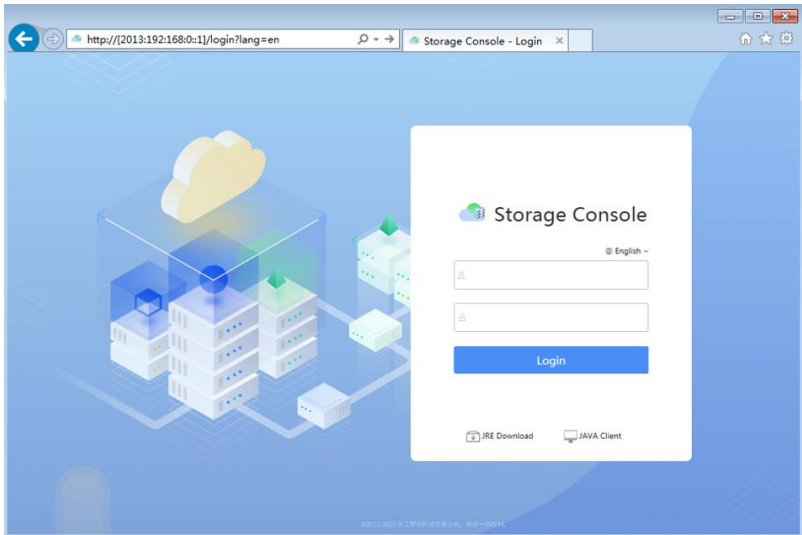 http://[2013:192:168:0::1]/login?lang=en
Storage Console - Login
Storage Console
English
Login
JRE Download
JAVA Client